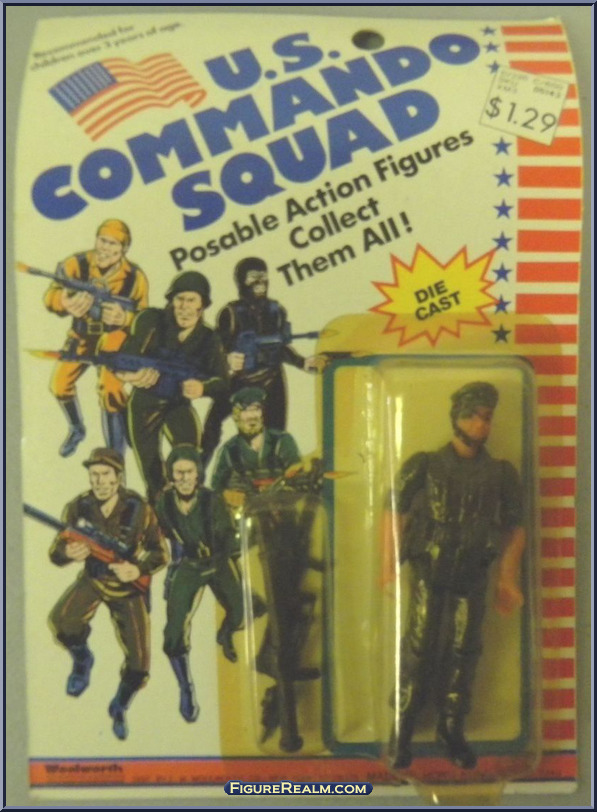 Recommended for
children over 3 years of age.
U.S.
COMMANDO
SQUAD
$1.29
Posable Action Figures
Collect
Them All!
DIE
CAST
Woolworth
FIGUREREALM.COM